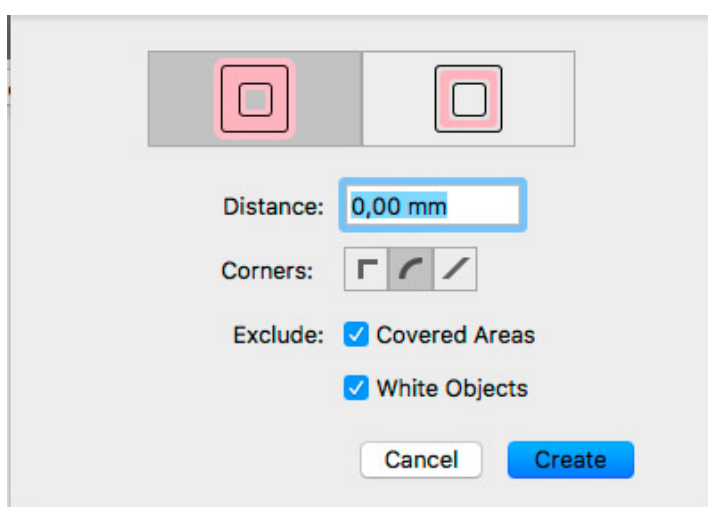 Distance: 0,00 mm
Corners:
Exclude: Covered Areas
White Objects
Cancel Create